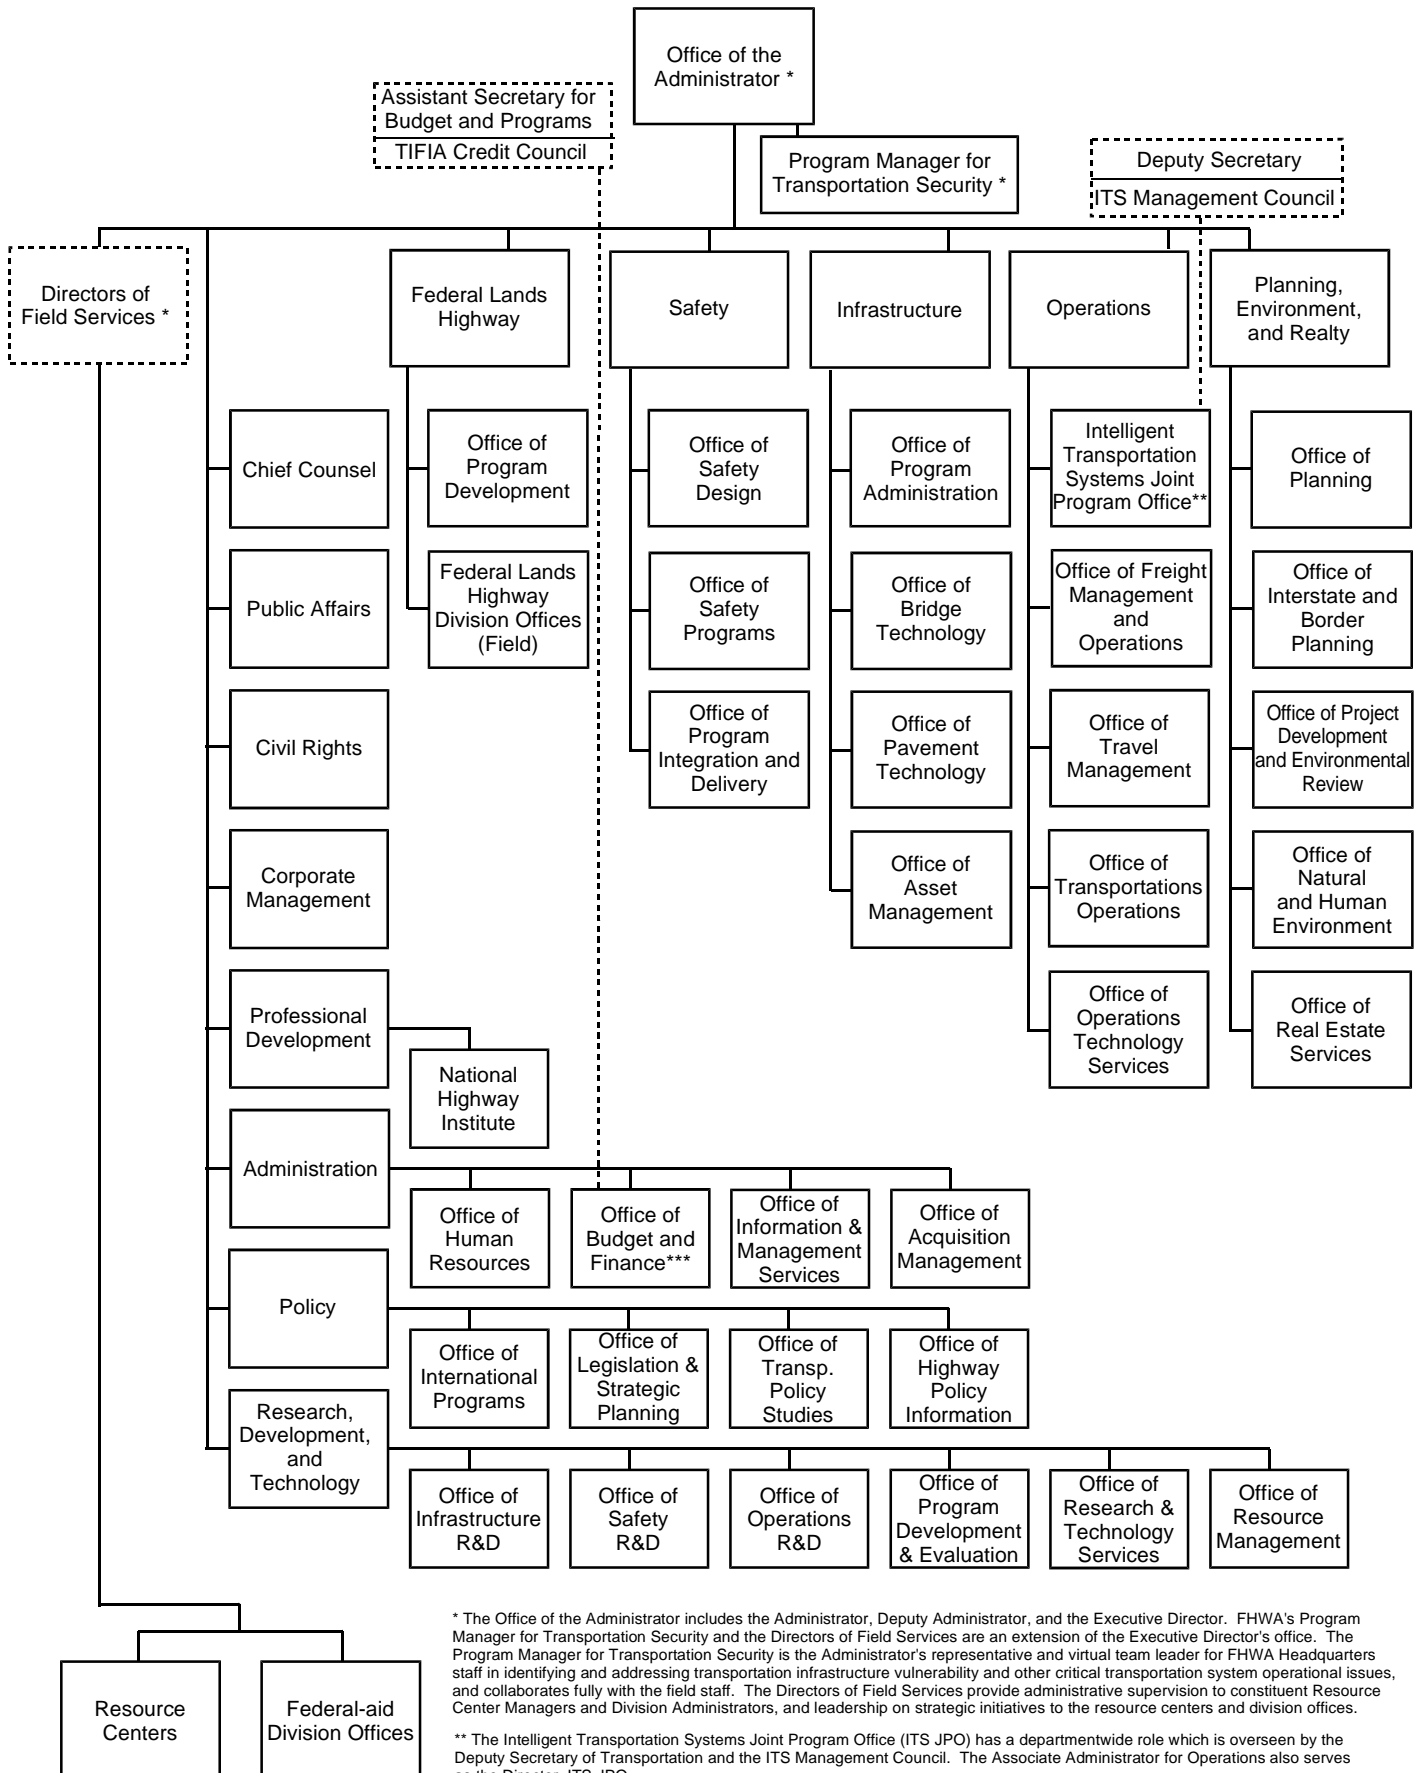 Office of the
Administrator *
Assistant Secretary for
Budget and Programs
TIFIA Credit Council
Program Manager for
Transportation Security *
Deputy Secretary
ITS Management Council
Directors of
Field Services *
Federal Lands
Highway
Safety
Infrastructure
Operations
Planning,
Environment,
and Realty
Chief Counsel
Office of
Program
Development
Office of
Safety
Design
Office of
Program
Administration
Intelligent
Transportation
Systems Joint
Program Office**
Office of
Planning
Public Affairs
Federal Lands
Highway
Division Offices
(Field)
Office of
Safety
Programs
Office of
Bridge
Technology
Office of Freight
Management
and
Operations
Office of
Interstate and
Border
Planning
Civil Rights
Office of
Program
Integration and
Delivery
Office of
Pavement
Technology
Office of
Travel
Management
Office of Project
Development
and Environmental
Review
Corporate
Management
Office of
Asset
Management
Office of
Transportations
Operations
Office of
Natural
and Human
Environment
Professional
Development
National
Highway
Institute
Office of
Operations
Technology
Services
Office of
Real Estate
Services
Administration
Office of
Human
Resources
Office of
Budget and
Finance***
Office of
Information &
Management
Services
Office of
Acquisition
Management
Policy
Office of
International
Programs
Office of
Legislation &
Strategic
Planning
Office of
Transp.
Policy
Studies
Office of
Highway
Policy
Information
Research,
Development,
and
Technology
Office of
Infrastructure
R&D
Office of
Safety
R&D
Office of
Operations
R&D
Office of
Program
Development
& Evaluation
Office of
Research &
Technology
Services
Office of
Resource
Management
Resource
Centers
Federal-aid
Division Offices
* The Office of the Administrator includes the Administrator, Deputy Administrator, and the Executive Director. FHWA's Program
Manager for Transportation Security and the Directors of Field Services are an extension of the Executive Director's office. The
Program Manager for Transportation Security is the Administrator's representative and virtual team leader for FHWA Headquarters
staff in identifying and addressing transportation infrastructure vulnerability and other critical transportation system operational issues,
and collaborates fully with the field staff. The Directors of Field Services provide administrative supervision to constituent Resource
Center Managers and Division Administrators, and leadership on strategic initiatives to the resource centers and division offices.
** The Intelligent Transportation Systems Joint Program Office (ITS JPO) has a departmentwide role which is overseen by the
Deputy Secretary of Transportation and the ITS Management Council. The Associate Administrator for Operations also serves
as the Director, ITS JPO.